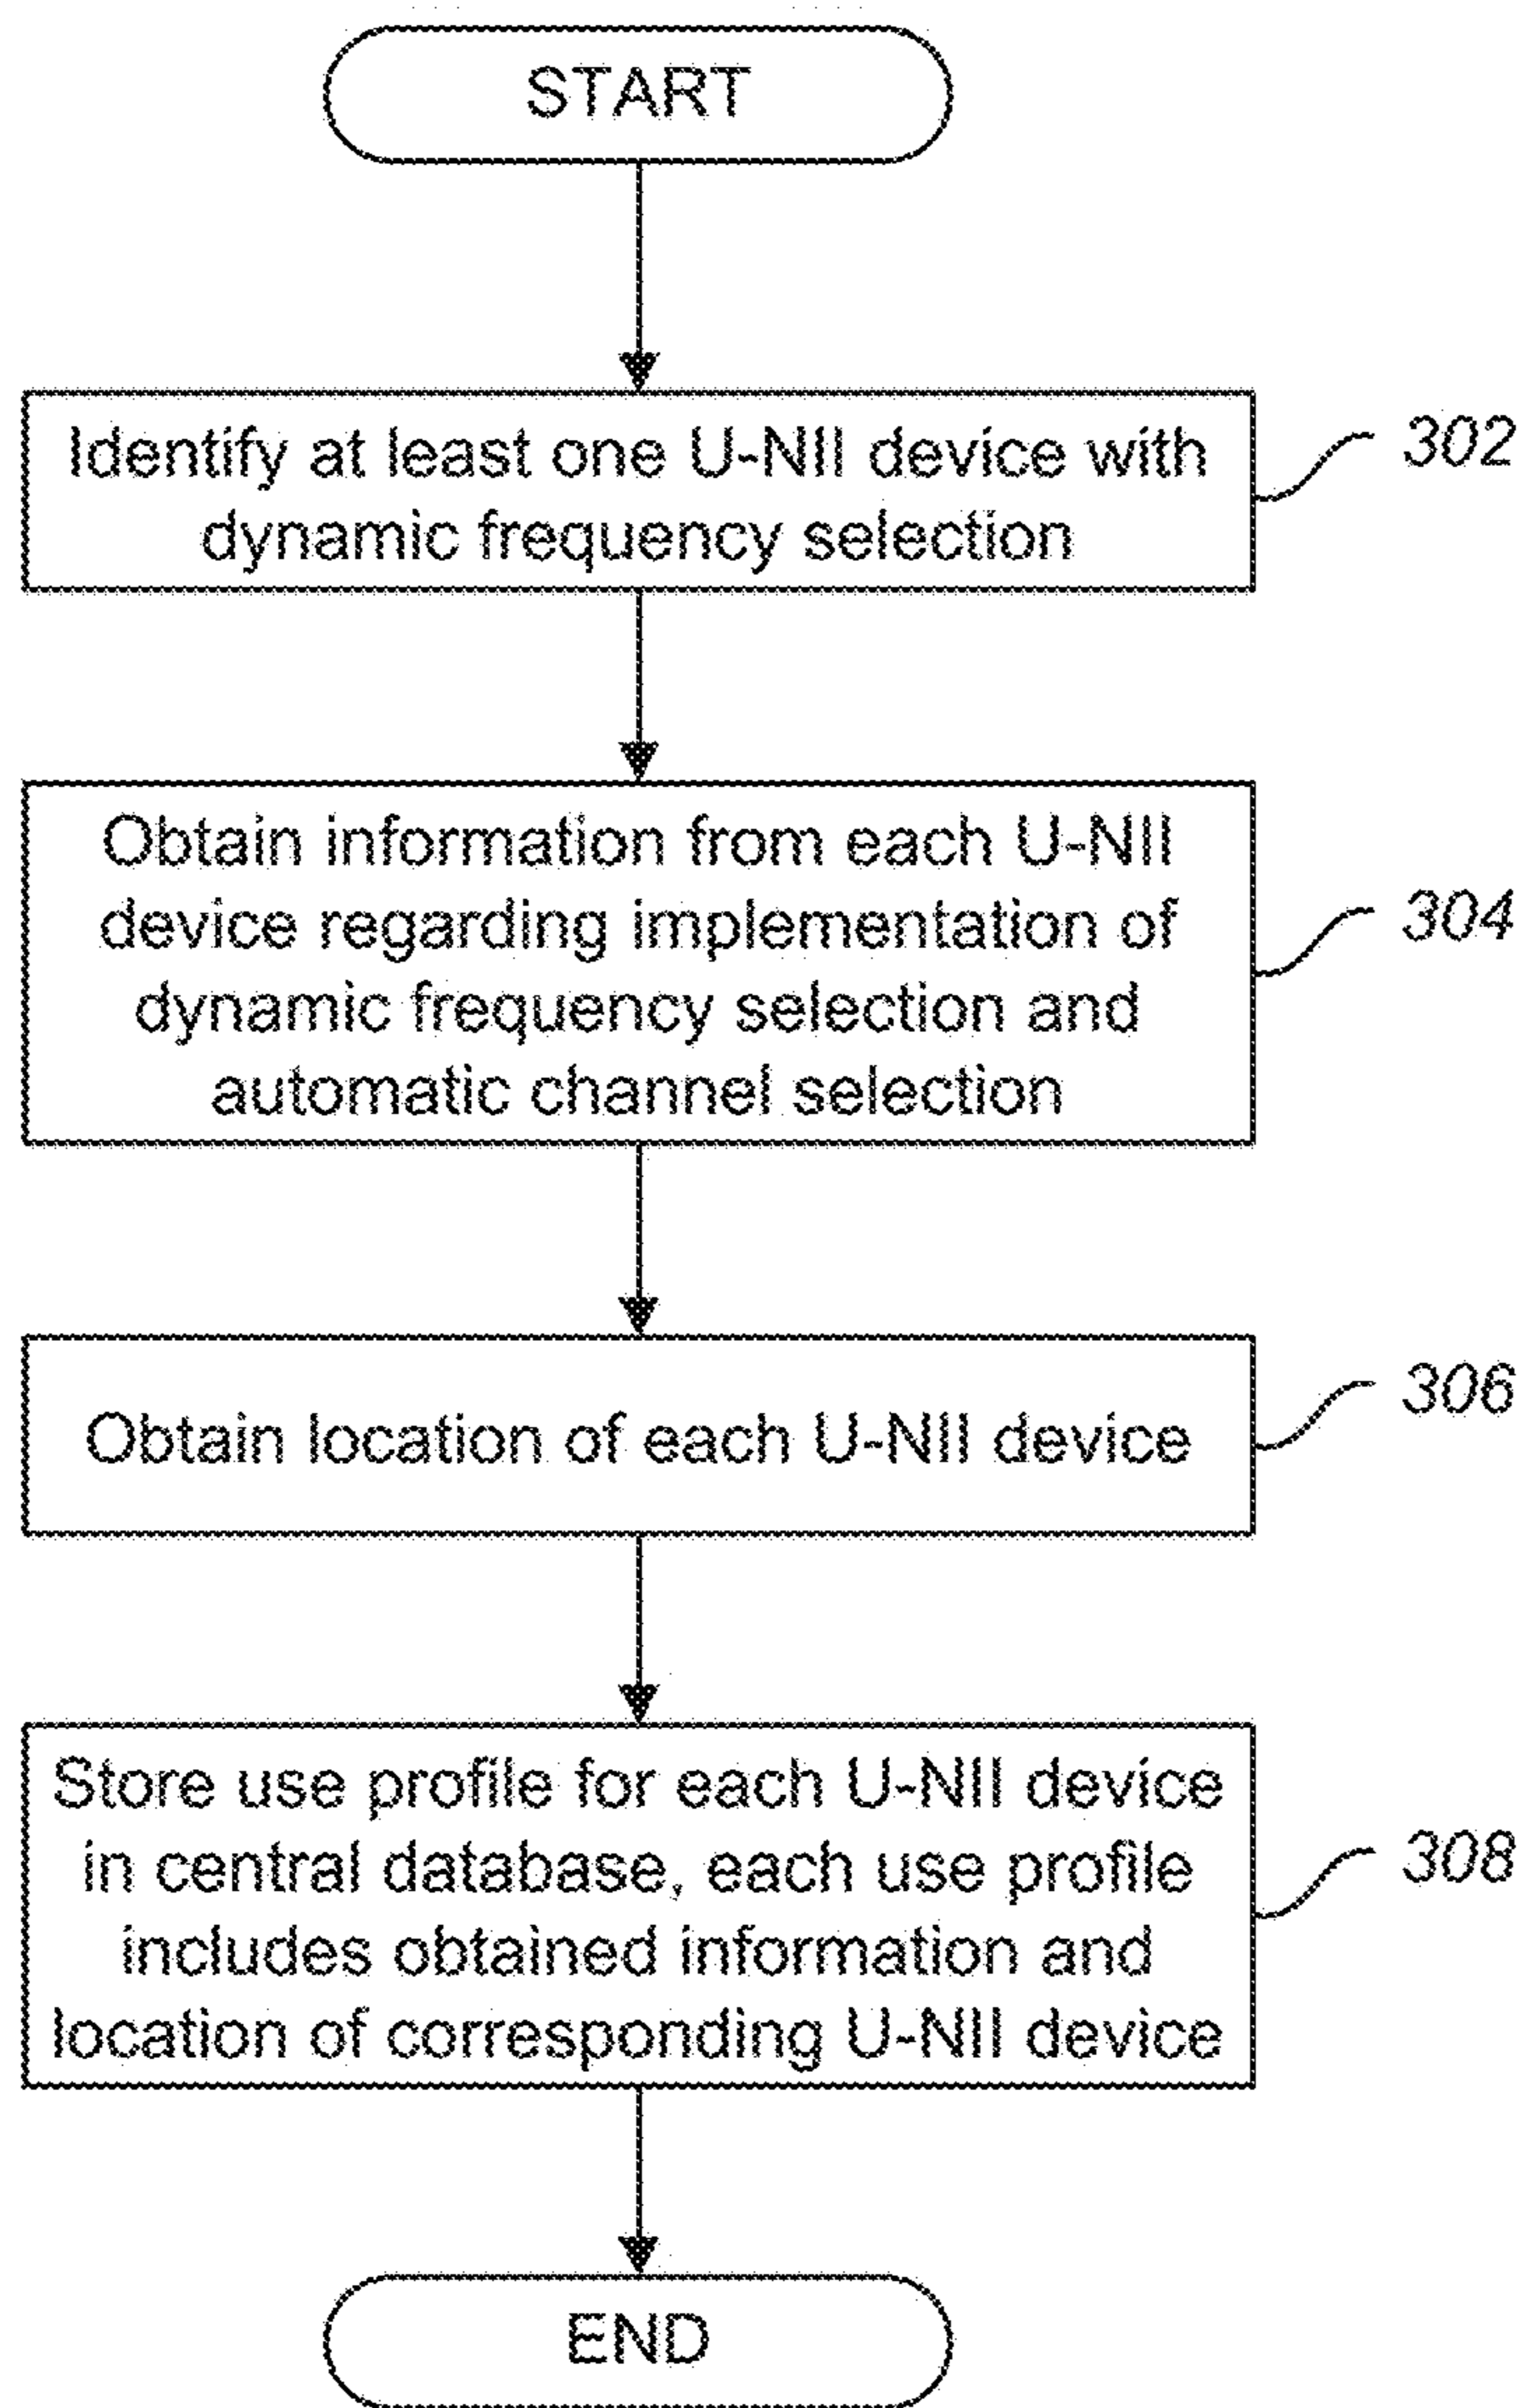 START
Identify at least one U-NII device with
dynamic frequency selection
302
Obtain information from each U-NII
device regarding implementation of
dynamic frequency selection and
automatic channel selection
304
Obtain location of each U-NII device
306
Store use profile for each U-NII device
in central database, each use profile
includes obtained information and
location of corresponding U-NII device
308
END